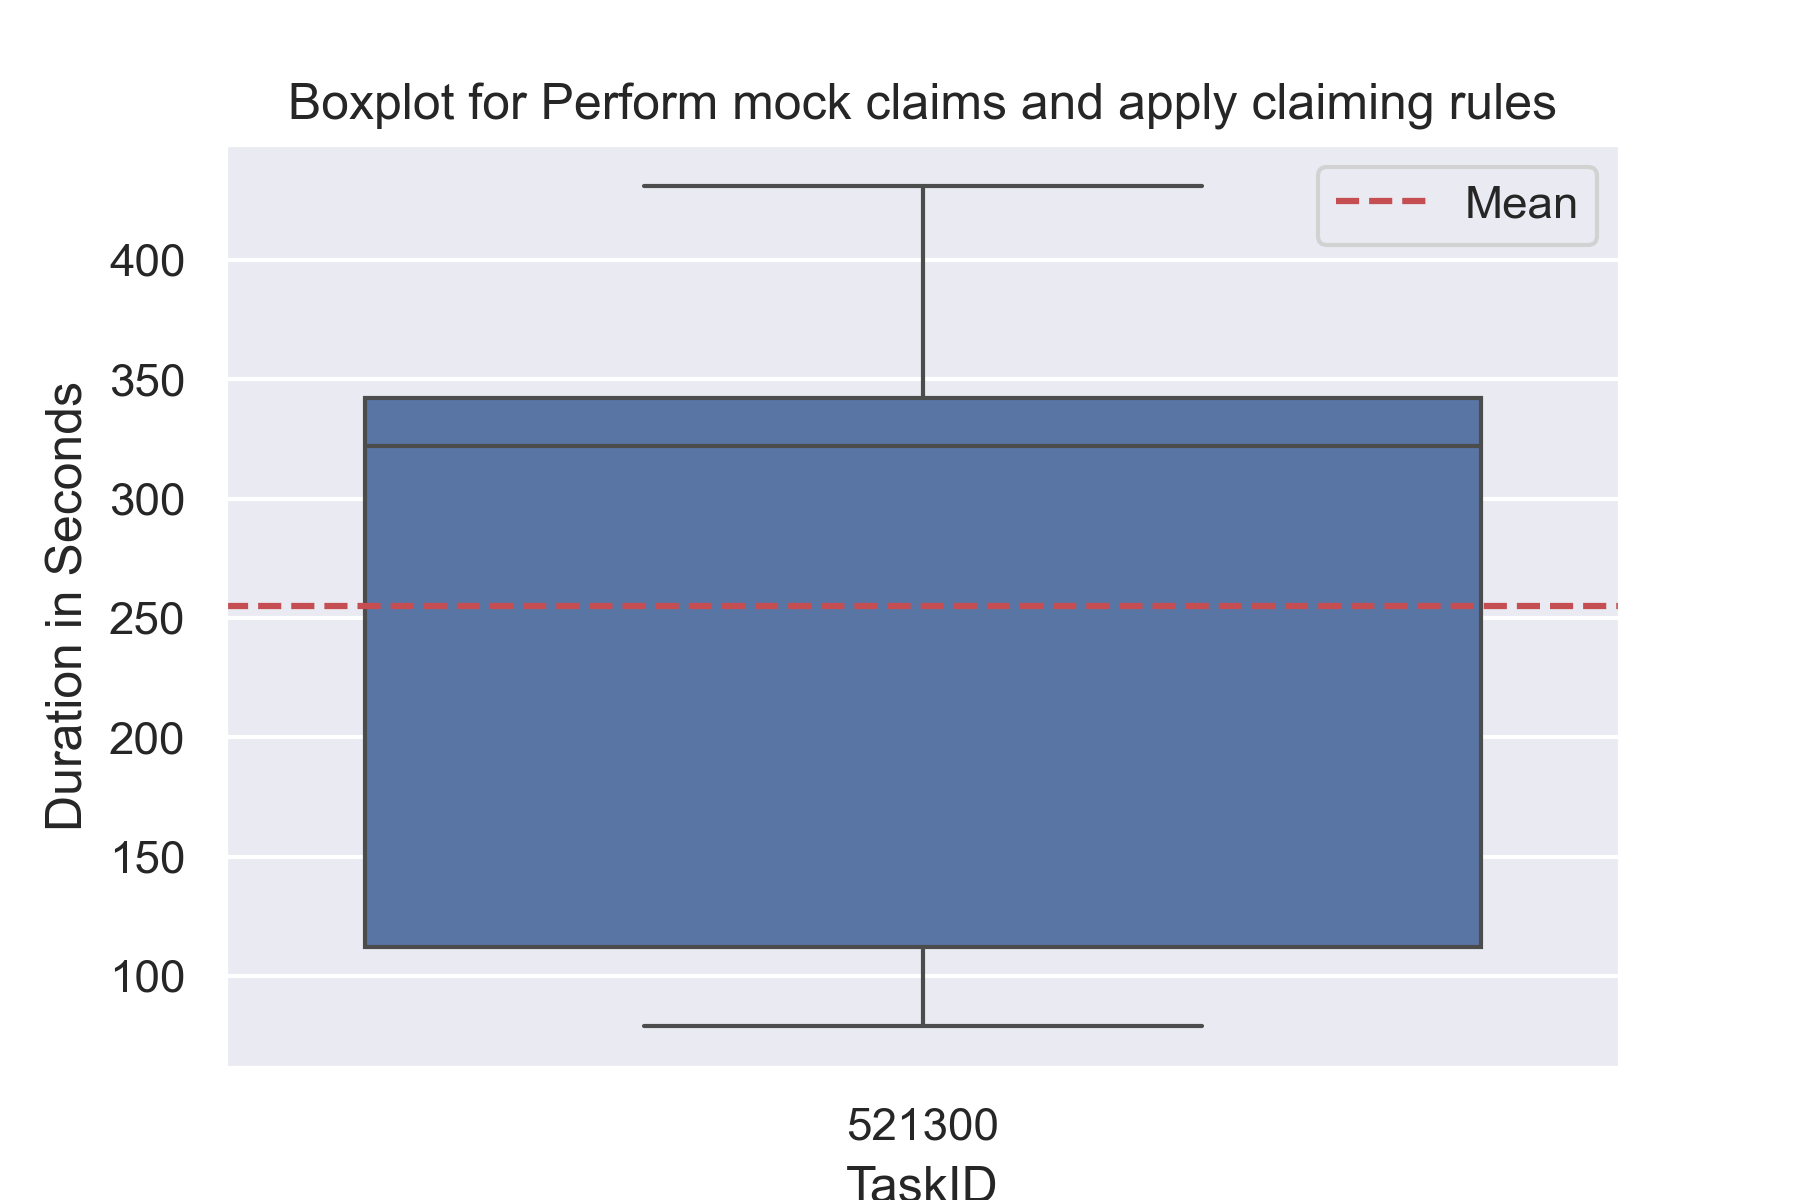 Boxplot for Perform mock claims and apply claiming rules
Mean
400
350
300
250
200
150
100
Duration in Seconds
521300
TaskID